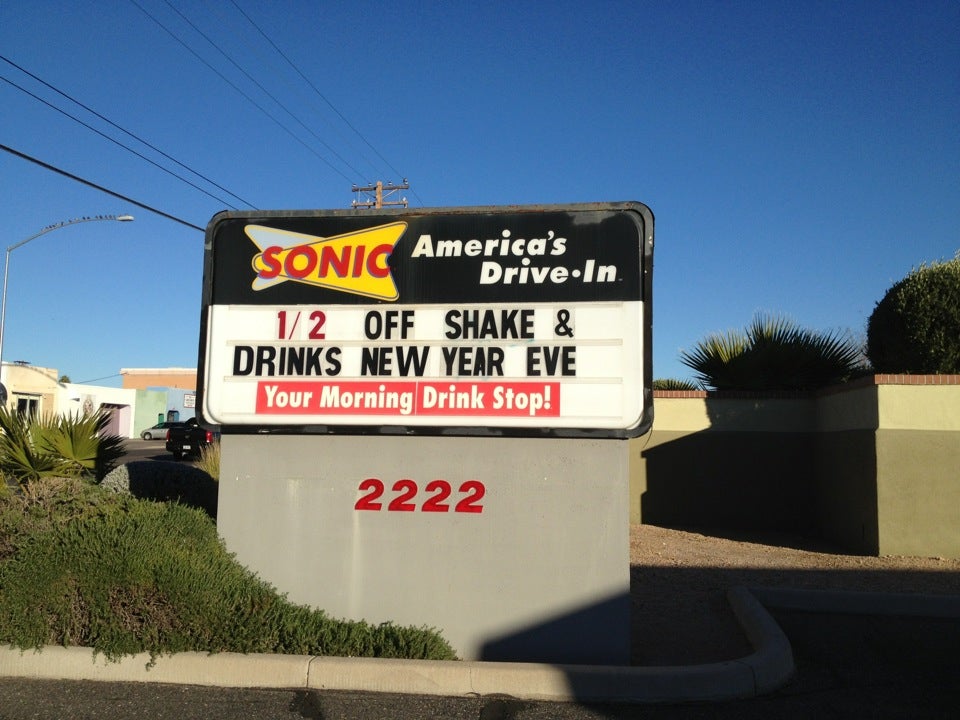 SONIC
America's
Drive-In
1/2 OFF SHAKE &
DRINKS NEW YEAR EVE
Your Morning Drink Stop!
2222